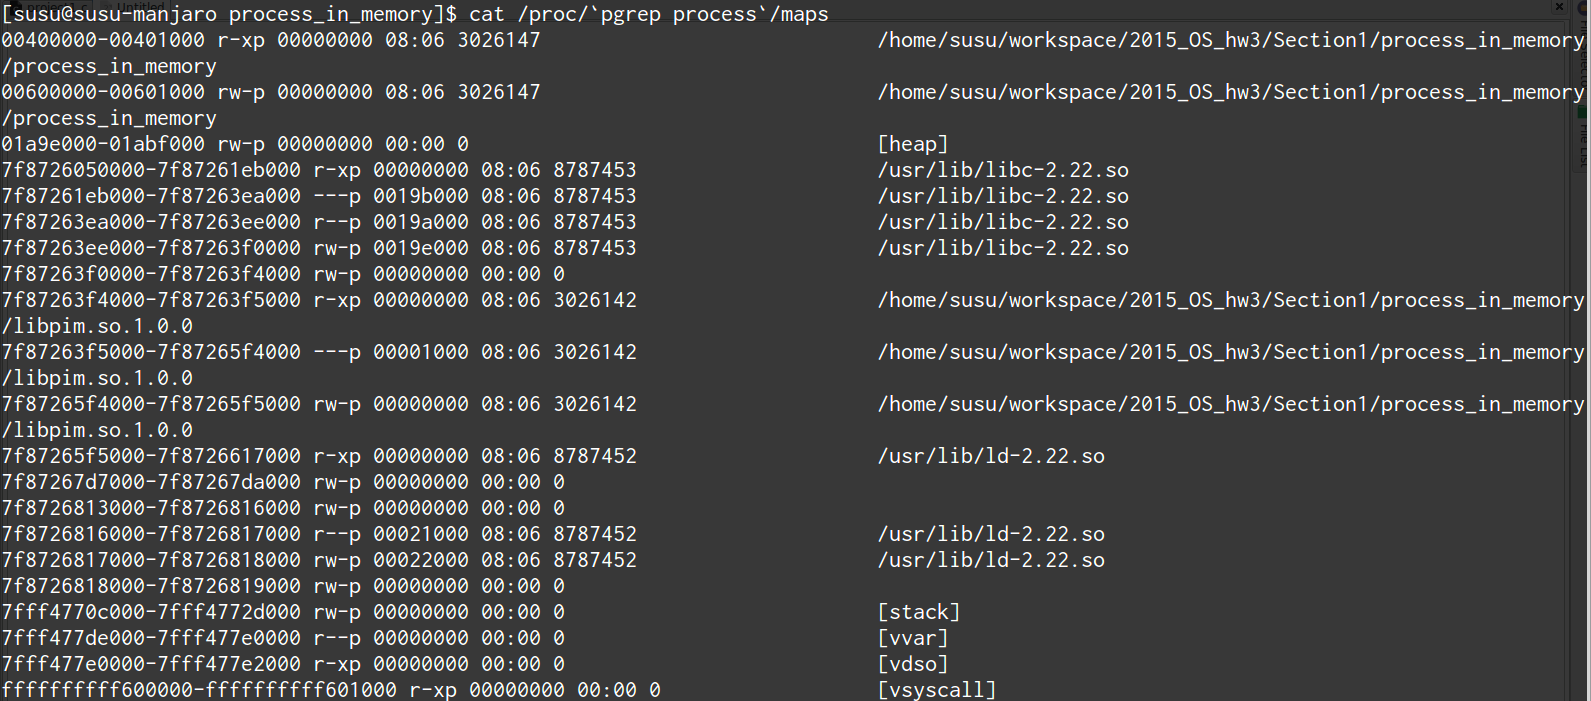 [susu@susu-manjaro process_in_memory]$ cat /proc/`pgrep process`/maps
00400000-00401000 r-xp 00000000 08:06 3026147 /home/susu/workspace/2015_OS_hw3/Section1/process_in_memory
/process_in_memory
00600000-00601000 rw-p 00000000 08:06 3026147 /home/susu/workspace/2015_OS_hw3/Section1/process_in_memory
/process_in_memory
01a9e000-01abf000 rw-p 00000000 00:00 0 [heap]
7f8726050000-7f87261eb000 r-xp 00000000 08:06 8787453 /usr/lib/libc-2.22.so
7f87261eb000-7f87263ea000 ---p 0019b000 08:06 8787453 /usr/lib/libc-2.22.so
7f87263ea000-7f87263ee000 r--p 0019a000 08:06 8787453 /usr/lib/libc-2.22.so
7f87263ee000-7f87263f0000 rw-p 0019e000 08:06 8787453 /usr/lib/libc-2.22.so
7f87263f0000-7f87263f4000 rw-p 00000000 00:00 0
7f87263f4000-7f87263f5000 r-xp 00000000 08:06 3026142 /home/susu/workspace/2015_OS_hw3/Section1/process_in_memory
/libpim.so.1.0.0
7f87263f5000-7f87265f4000 ---p 00001000 08:06 3026142 /home/susu/workspace/2015_OS_hw3/Section1/process_in_memory
/libpim.so.1.0.0
7f87265f4000-7f87265f5000 rw-p 00000000 08:06 3026142 /home/susu/workspace/2015_OS_hw3/Section1/process_in_memory
/libpim.so.1.0.0
7f87265f5000-7f8726617000 r-xp 00000000 08:06 8787452 /usr/lib/ld-2.22.so
7f87267d7000-7f87267da000 rw-p 00000000 00:00 0
7f8726813000-7f8726816000 rw-p 00000000 00:00 0
7f8726816000-7f8726817000 r--p 00021000 08:06 8787452 /usr/lib/ld-2.22.so
7f8726817000-7f8726818000 rw-p 00022000 08:06 8787452 /usr/lib/ld-2.22.so
7f8726818000-7f8726819000 rw-p 00000000 00:00 0
7fff4770c000-7fff4772d000 rw-p 00000000 00:00 0 [stack]
7fff477de000-7fff477e0000 r--p 00000000 00:00 0 [vvar]
7fff477e0000-7fff477e2000 r-xp 00000000 00:00 0 [vdso]
ffffffffff600000-ffffffffff601000 r-xp 00000000 00:00 0 [vsyscall]